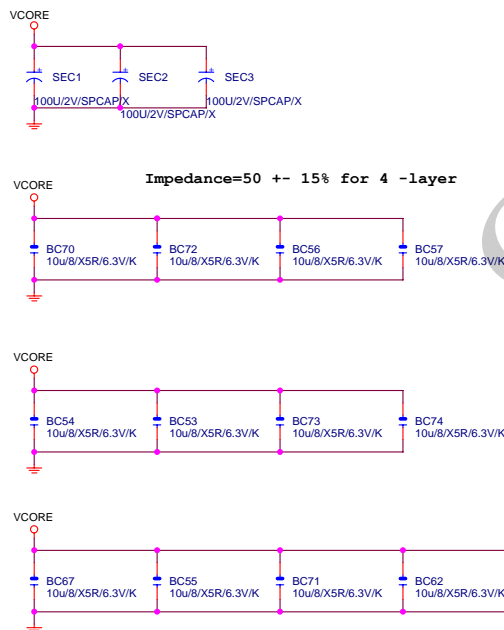 VCORE
SEC1 SEC2 SEC3
100U/2V/SPCAP/X 100U/2V/SPCAP/X
100U/2V/SPCAP/X
Impedance=50 +- 15% for 4 -layer
VCORE
BC70 BC72 BC56 BC57
10u/8/X5R/6.3V/K 10u/8/X5R/6.3V/K 10u/8/X5R/6.3V/K 10u/8/X5R/6.3V/K
VCORE
BC54 BC53 BC73 BC74
10u/8/X5R/6.3V/K 10u/8/X5R/6.3V/K 10u/8/X5R/6.3V/K 10u/8/X5R/6.3V/K
VCORE
BC67 BC55 BC71 BC62
10u/8/X5R/6.3V/K 10u/8/X5R/6.3V/K 10u/8/X5R/6.3V/K 10u/8/X5R/6.3V/K